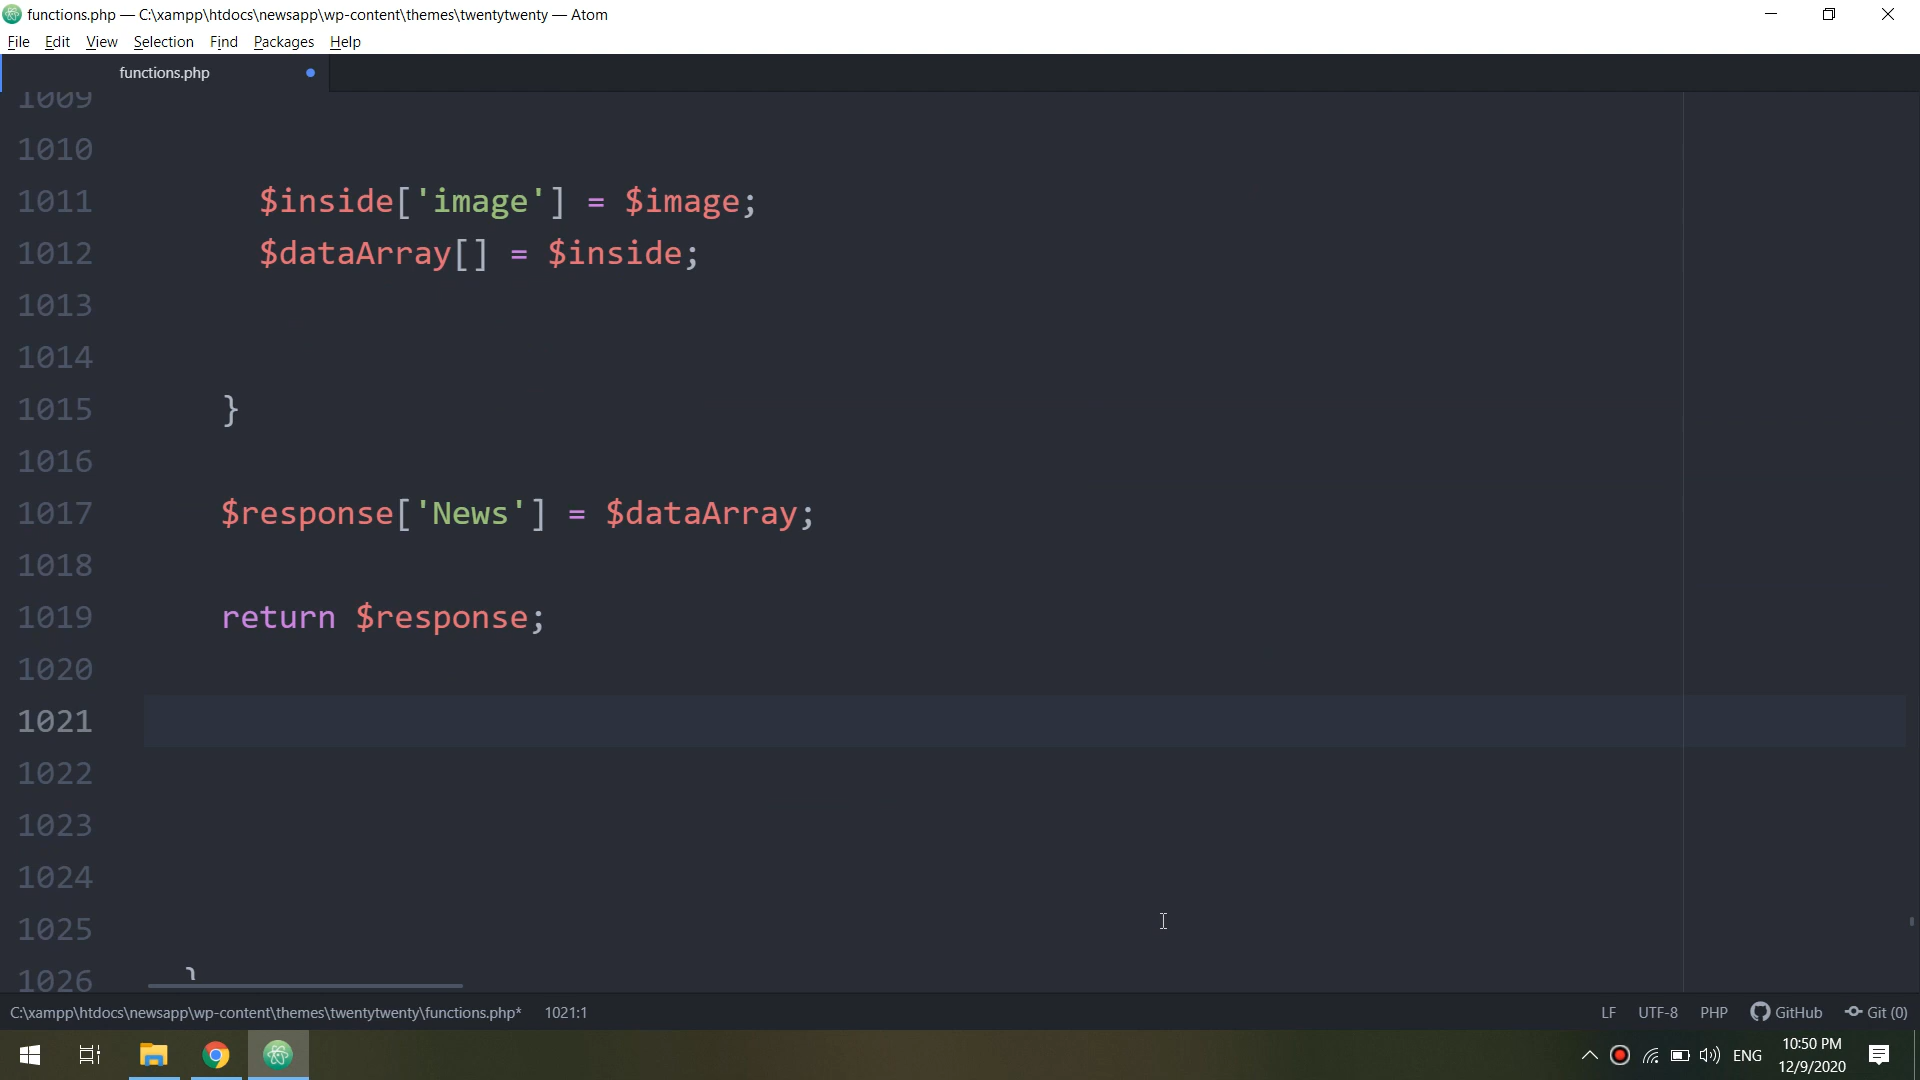 functions.php — C:\xampp\htdocs\newsapp\wp-content\themes\twentytwenty — Atom
File Edit View Selection Find Packages Help
functions.php
1009
1010
1011 $inside['image'] = $image;
1012 $dataArray[] = $inside;
1013
1014
1015 }
1016
1017 $response['News'] = $dataArray;
1018
1019 return $response;
1020
1021
1022
1023
1024
1025
1026 }
C:\xampp\htdocs\newsapp\wp-content\themes\twentytwenty\functions.php* 1021:1 LF UTF-8 PHP GitHub Git (0)
ENG 10:50 PM
12/9/2020